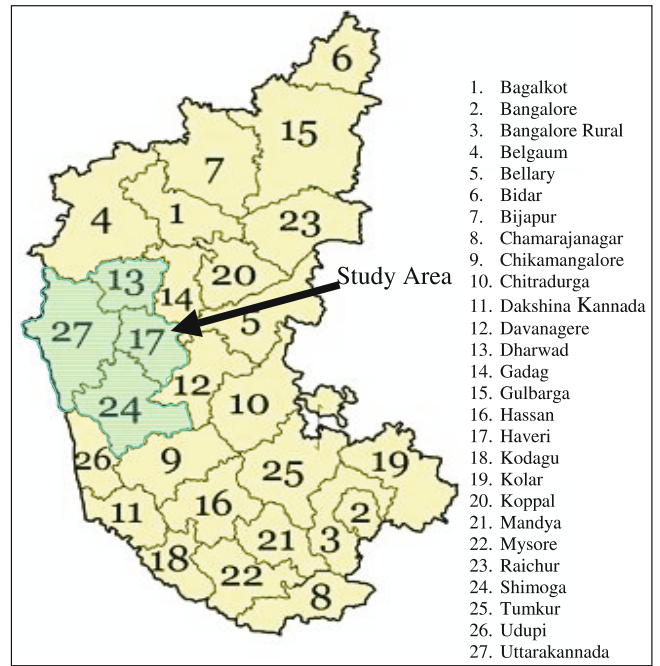 6
15
7
1
23
4
20
13
14
Study Area
27
17
5
12
24
10
26
9
25
19
11
16
2
21
3
18
22
8
1. Bagalkot
2. Bangalore
3. Bangalore Rural
4. Belgaum
5. Bellary
6. Bidar
7. Bijapur
8. Chamarajanagar
9. Chikamangalore
10. Chitradurga
11. Dakshina Kannada
12. Davanagere
13. Dharwad
14. Gadag
15. Gulbarga
16. Hassan
17. Haveri
18. Kodagu
19. Kolar
20. Koppal
21. Mandya
22. Mysore
23. Raichur
24. Shimoga
25. Tumkur
26. Udupi
27. Uttarakannada